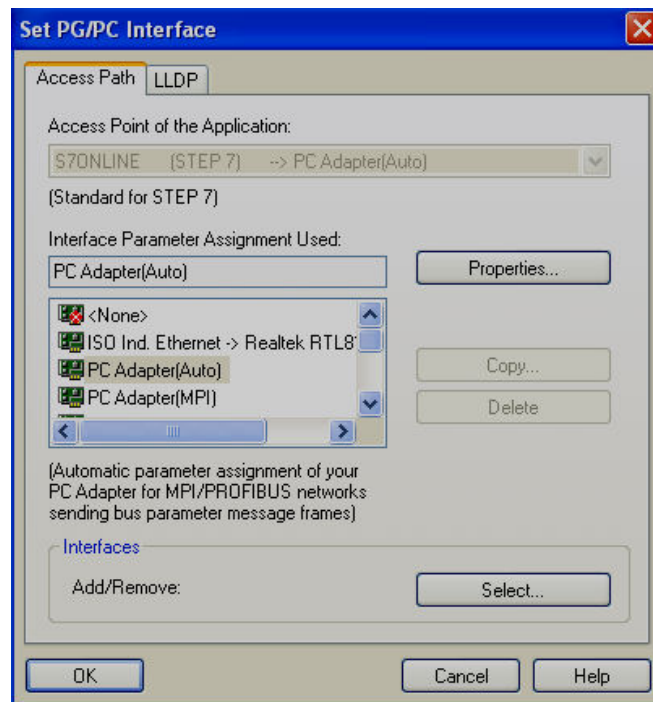 Set PG/PC Interface
Access Path LLDP
Access Point of the Application:
S7ONLINE (STEP 7) --> PC Adapter(Auto)
(Standard for STEP 7)
Interface Parameter Assignment Used:
PC Adapter(Auto)
Properties...
<None>
ISO Ind. Ethernet -> Realtek RTL8
PC Adapter(Auto)
PC Adapter(MPI)
Copy...
Delete
(Automatic parameter assignment of your
PC Adapter for MPI/PROFIBUS networks
sending bus parameter message frames)
Interfaces
Add/Remove:
Select...
OK
Cancel
Help